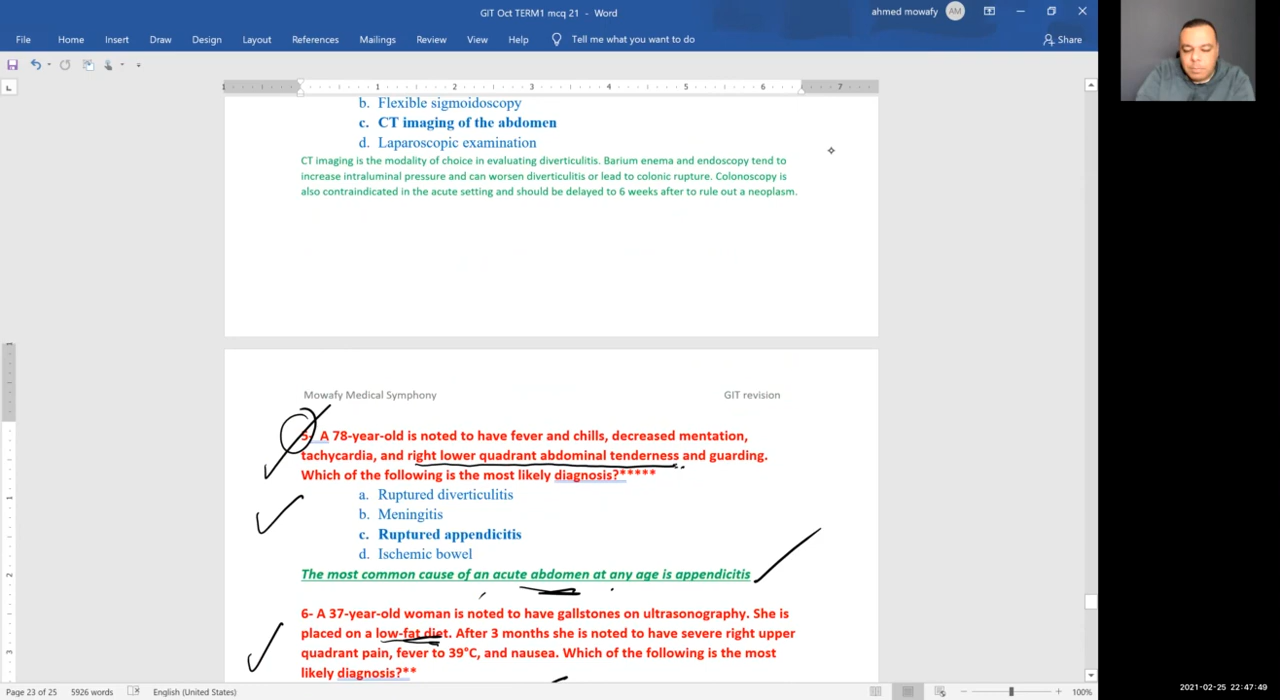 GIT Oct TERM1 mcq 21 - Word
ahmed mowafy AM
File Home Insert Draw Design Layout References Mailings Review View Help Tell me what you want to do Share
1 1 2 3 4 5 6 7
b. Flexible sigmoidoscopy
c. CT imaging of the abdomen
d. Laparoscopic examination
CT imaging is the modality of choice in evaluating diverticulitis. Barium enema and endoscopy tend to
increase intraluminal pressure and can worsen diverticulitis or lead to colonic rupture. Colonoscopy is
also contraindicated in the acute setting and should be delayed to 6 weeks after to rule out a neoplasm.
Mowafy Medical Symphony GIT revision
5- A 78-year-old is noted to have fever and chills, decreased mentation,
tachycardia, and right lower quadrant abdominal tenderness and guarding.
Which of the following is the most likely diagnosis?*****
a. Ruptured diverticulitis
b. Meningitis
c. Ruptured appendicitis
d. Ischemic bowel
The most common cause of an acute abdomen at any age is appendicitis
6- A 37-year-old woman is noted to have gallstones on ultrasonography. She is
placed on a low-fat diet. After 3 months she is noted to have severe right upper
quadrant pain, fever to 39°C, and nausea. Which of the following is the most
likely diagnosis?**
Page 23 of 25 5926 words English (United States) 100%
2021-02-25 22:47:49